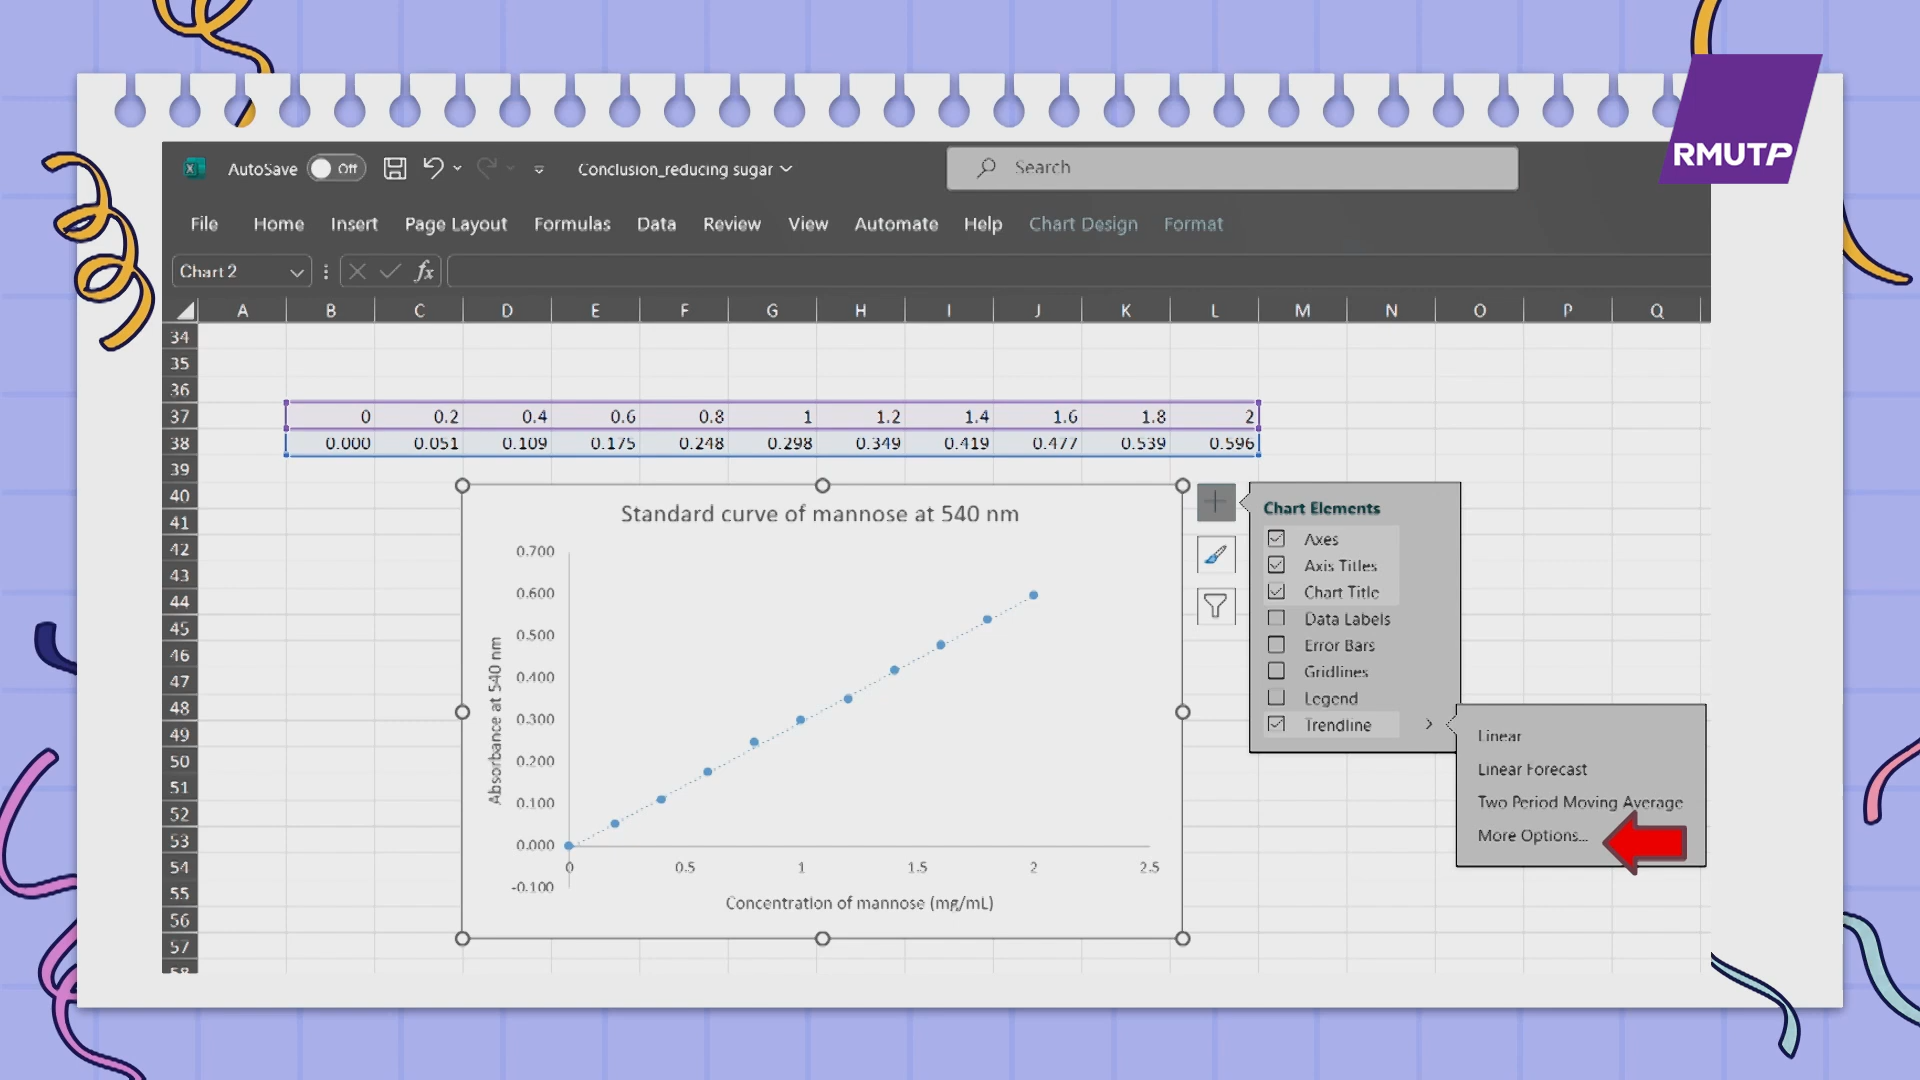 RMUTP
AutoSave Off Conclusion_reducing sugar Search
File Home Insert Page Layout Formulas Data Review View Automate Help Chart Design Format
Chart 2 fx
A B C D E F G H I J K L M N O P Q
34
35
36
37 0 0.2 0.4 0.6 0.8 1 1.2 1.4 1.6 1.8 2
38 0.000 0.051 0.109 0.175 0.248 0.298 0.349 0.419 0.477 0.539 0.596
39
40
41
42
43
44
45
46
47
48
49
50
51
52
53
54
55
56
57
58
Standard curve of mannose at 540 nm
Absorbance at 540 nm
0.700
0.600
0.500
0.400
0.300
0.200
0.100
0.000
-0.100
0 0.5 1 1.5 2 2.5
Concentration of mannose (mg/mL)
Chart Elements
Axes
Axis Titles
Chart Title
Data Labels
Error Bars
Gridlines
Legend
Trendline
Linear
Linear Forecast
Two Period Moving Average
More Options...